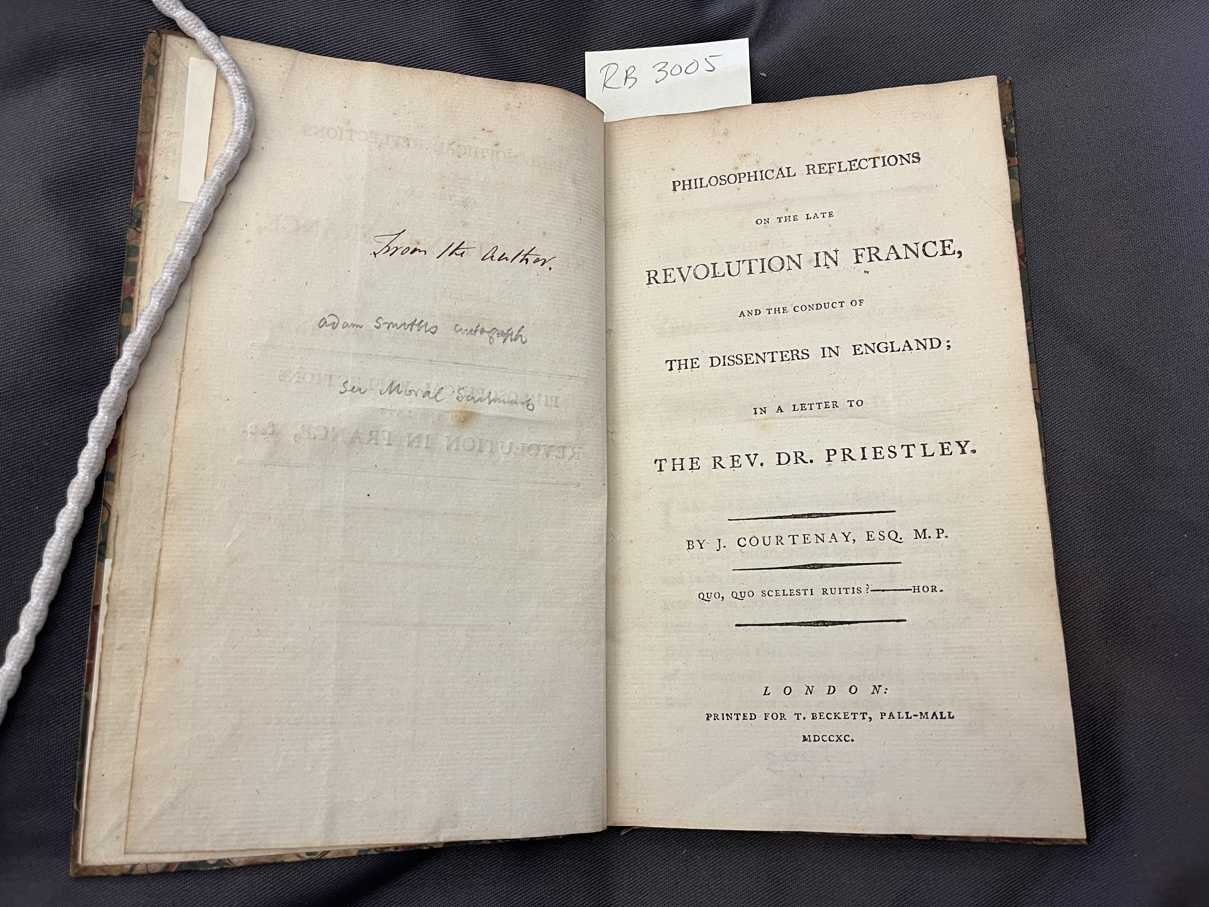 RB 3005
From the Author.
adam Smiths autograph
see Moral Sentiments
PHILOSOPHICAL REFLECTIONS
ON THE LATE
REVOLUTION IN FRANCE,
AND THE CONDUCT OF
THE DISSENTERS IN ENGLAND;
IN A LETTER TO
THE REV. DR. PRIESTLEY.
BY J. COURTENAY, ESQ. M.P.
QUO, QUO SCELESTI RUITIS?——HOR.
LONDON:
PRINTED FOR T. BECKETT, PALL-MALL
MDCCXC.